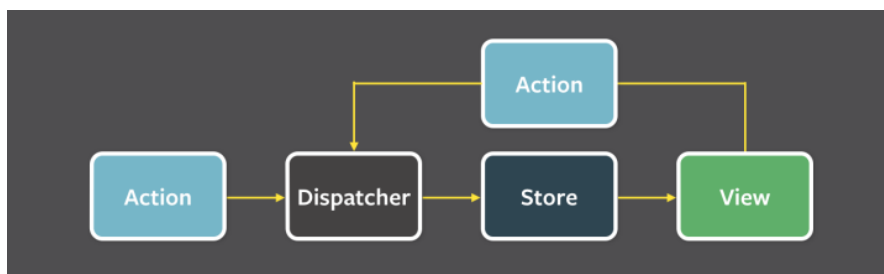 Action
Action
Dispatcher
Store
View